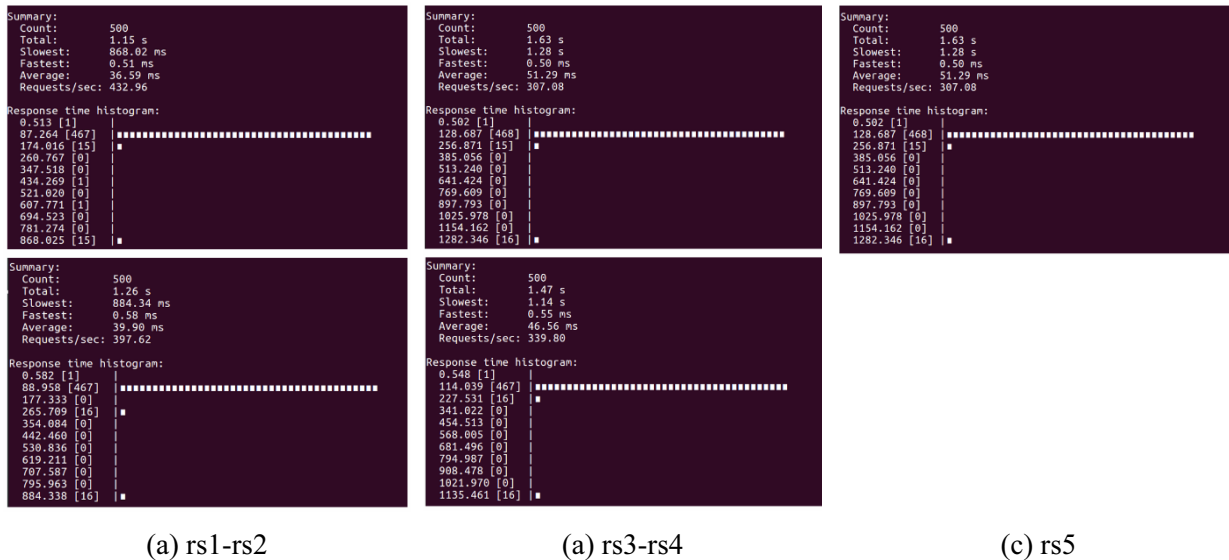 Summary:
Count: 500
Total: 1.15 s
Slowest: 868.02 ms
Fastest: 0.51 ms
Average: 36.59 ms
Requests/sec: 432.96
Response time histogram:
0.513 [1] |
87.264 [467] |
174.016 [15] |
260.767 [0] |
347.518 [0] |
434.269 [1] |
521.020 [0] |
607.771 [1] |
694.523 [0] |
781.274 [0] |
868.025 [15] |
Summary:
Count: 500
Total: 1.26 s
Slowest: 884.34 ms
Fastest: 0.58 ms
Average: 39.90 ms
Requests/sec: 397.62
Response time histogram:
0.582 [1] |
88.958 [467] |
177.333 [0] |
265.709 [16] |
354.084 [0] |
442.460 [0] |
530.836 [0] |
619.211 [0] |
707.587 [0] |
795.963 [0] |
884.338 [16] |
(a) rs1-rs2
Summary:
Count: 500
Total: 1.63 s
Slowest: 1.28 s
Fastest: 0.50 ms
Average: 51.29 ms
Requests/sec: 307.08
Response time histogram:
0.502 [1] |
128.687 [468] |
256.871 [15] |
385.056 [0] |
513.240 [0] |
641.424 [0] |
769.609 [0] |
897.793 [0] |
1025.978 [0] |
1154.162 [0] |
1282.346 [16] |
Summary:
Count: 500
Total: 1.47 s
Slowest: 1.14 s
Fastest: 0.55 ms
Average: 46.56 ms
Requests/sec: 339.80
Response time histogram:
0.548 [1] |
114.039 [467] |
227.531 [16] |
341.022 [0] |
454.513 [0] |
568.005 [0] |
681.496 [0] |
794.987 [0] |
908.478 [0] |
1021.970 [0] |
1135.461 [16] |
(a) rs3-rs4
Summary:
Count: 500
Total: 1.63 s
Slowest: 1.28 s
Fastest: 0.50 ms
Average: 51.29 ms
Requests/sec: 307.08
Response time histogram:
0.502 [1] |
128.687 [468] |
256.871 [15] |
385.056 [0] |
513.240 [0] |
641.424 [0] |
769.609 [0] |
897.793 [0] |
1025.978 [0] |
1154.162 [0] |
1282.346 [16] |
(c) rs5